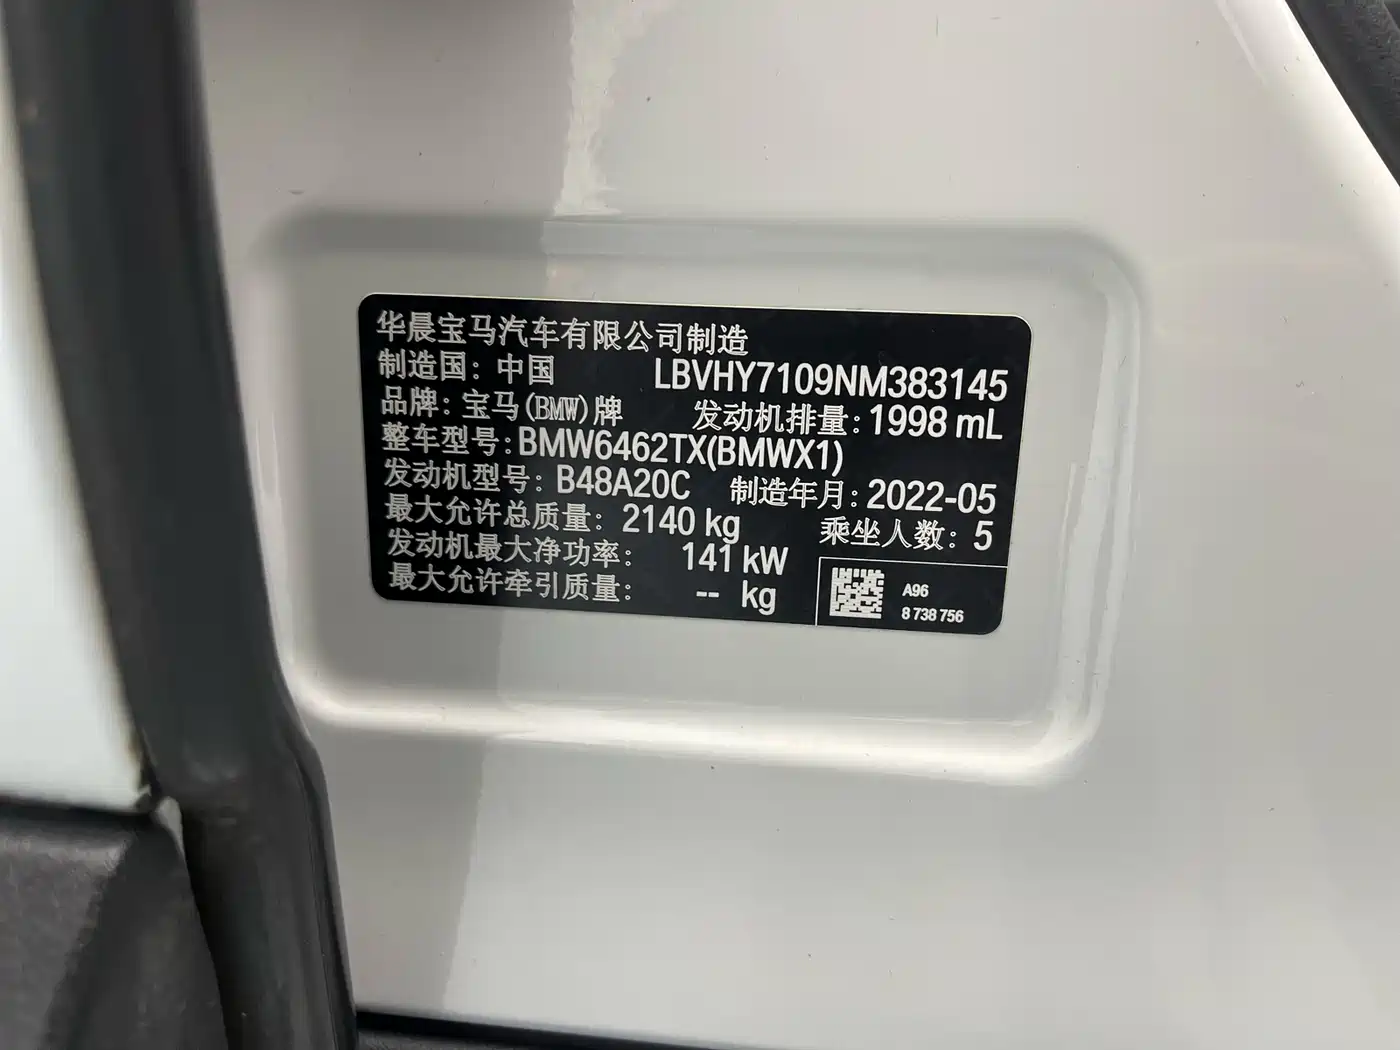 华晨宝马汽车有限公司制造
制造国：中国 LBVHY7109NM383145
品牌：宝马(BMW)牌 发动机排量：1998 mL
整车型号：BMW6462TX(BMWX1)
发动机型号：B48A20C 制造年月：2022-05
最大允许总质量：2140 kg 乘坐人数：5
发动机最大净功率：141 kW
最大允许牵引质量：-- kg
A96
8 738 756